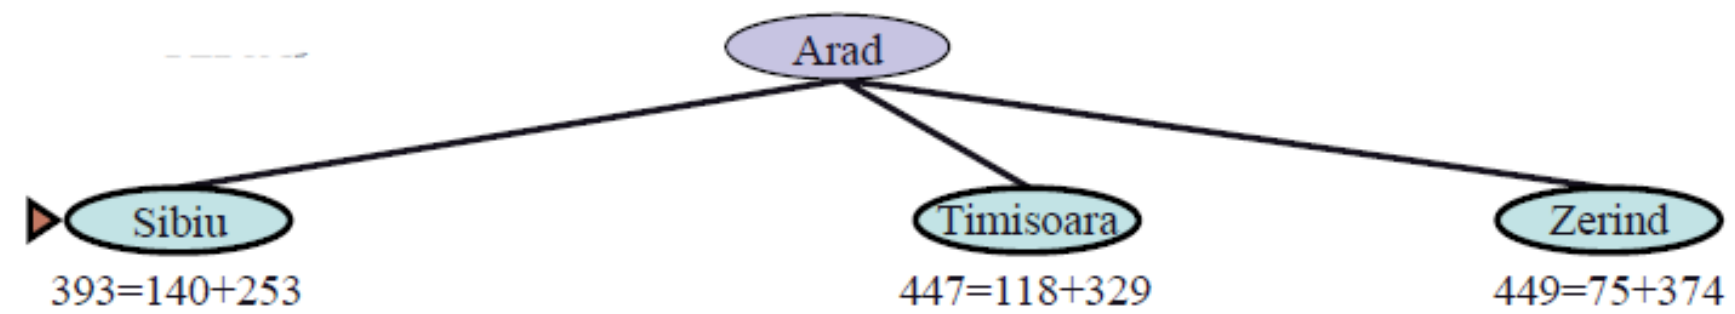 Arad
Sibiu
Timisoara
Zerind
393=140+253
447=118+329
449=75+374